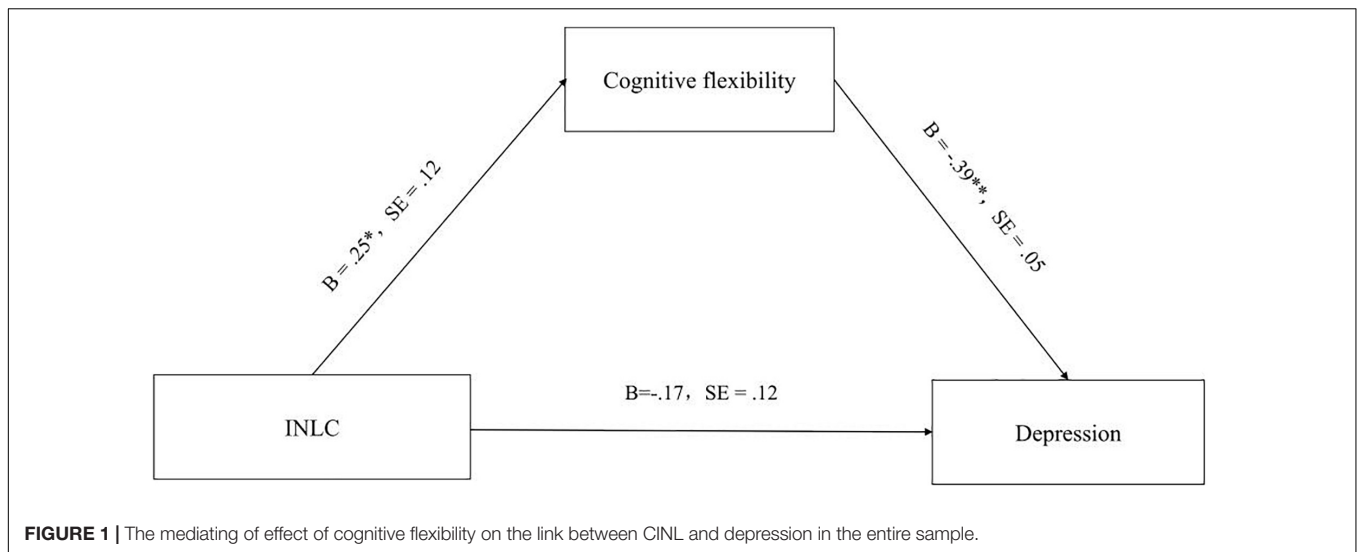 Cognitive flexibility
B = .25*, SE = .12
B = -.39**, SE = .05
B=-.17, SE = .12
INLC
Depression
FIGURE 1 | The mediating of effect of cognitive flexibility on the link between CINL and depression in the entire sample.